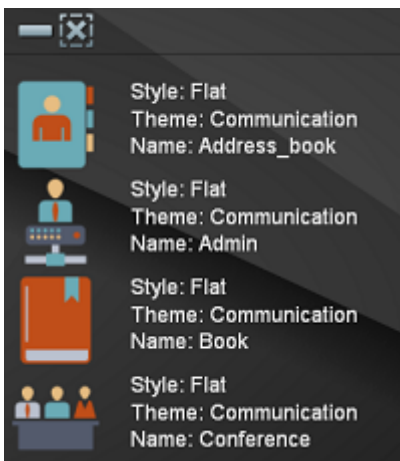 Style: Flat
Theme: Communication
Name: Address_book
Style: Flat
Theme: Communication
Name: Admin
Style: Flat
Theme: Communication
Name: Book
Style: Flat
Theme: Communication
Name: Conference